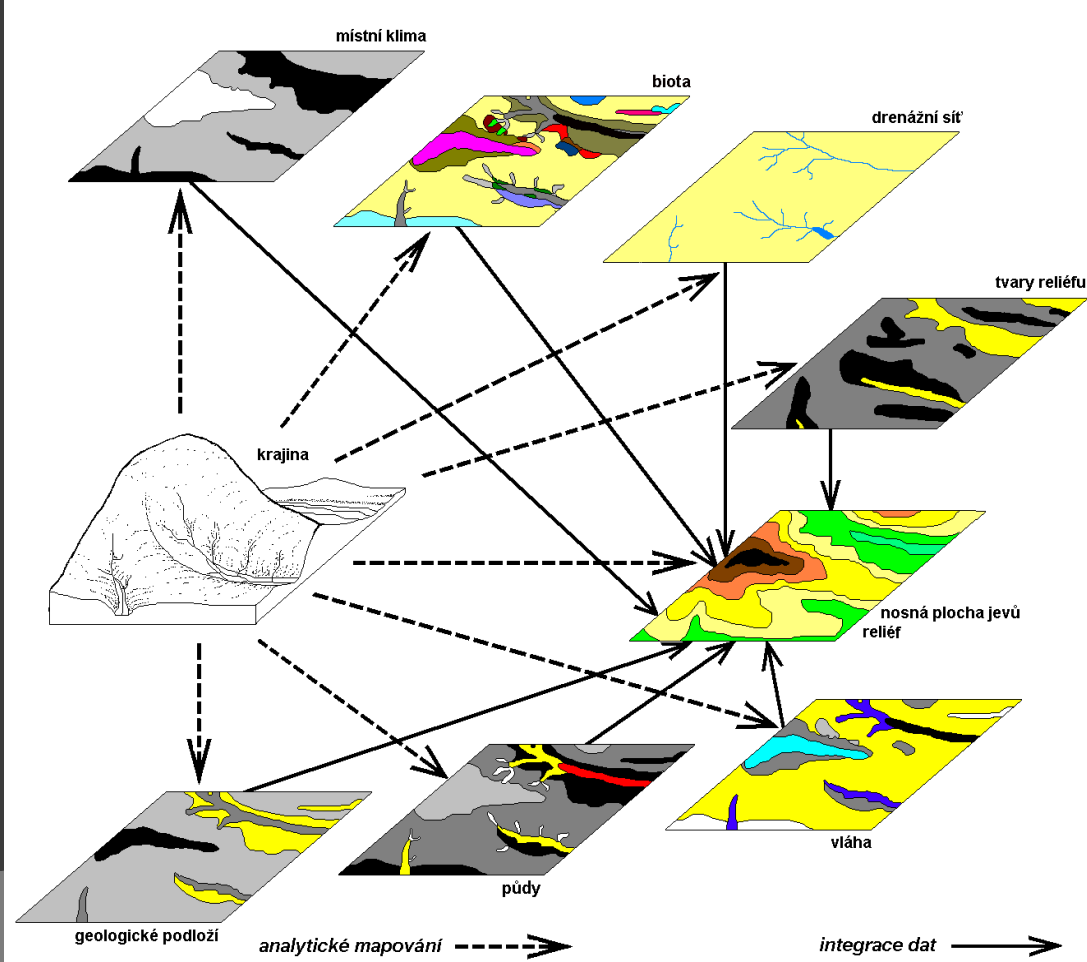 místní klima
biota
drenážní síť
tvary reliéfu
krajina
nosná plocha jevů
reliéf
vláha
půdy
geologické podloží
analytické mapování
integrace dat